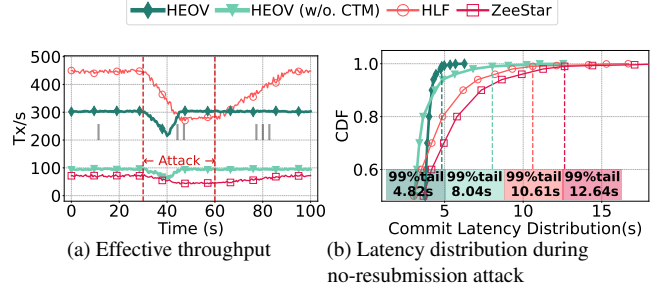 HEOV HEOV (w/o. CTM) HLF ZeeStar
500
400
300
200
100
0
Tx/s
I II III
← Attack →
0 20 40 60 80 100
Time (s)
(a) Effective throughput
1.0
0.8
0.6
CDF
99%tail 99%tail 99%tail 99%tail
4.82s 8.04s 10.61s 12.64s
5 10 15
Commit Latency Distribution(s)
(b) Latency distribution during
no-resubmission attack